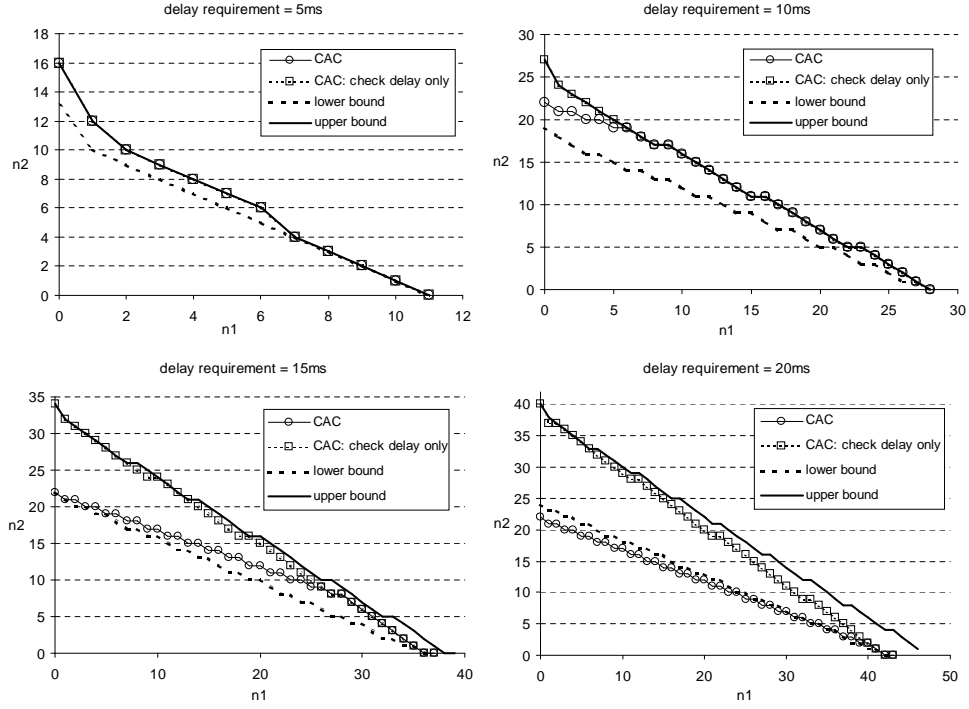 delay requirement = 5ms
18
16
14
12
10
8
6
4
2
0
n2
0 2 4 6 8 10 12
n1
CAC
CAC: check delay only
lower bound
upper bound
delay requirement = 10ms
30
25
20
15
10
5
0
n2
0 5 10 15 20 25 30
n1
CAC
CAC: check delay only
lower bound
upper bound
delay requirement = 15ms
35
30
25
20
15
10
5
0
n2
0 10 20 30 40
n1
CAC
CAC: check delay only
lower bound
upper bound
delay requirement = 20ms
40
35
30
25
20
15
10
5
0
n2
0 10 20 30 40 50
n1
CAC
CAC: check delay only
lower bound
upper bound